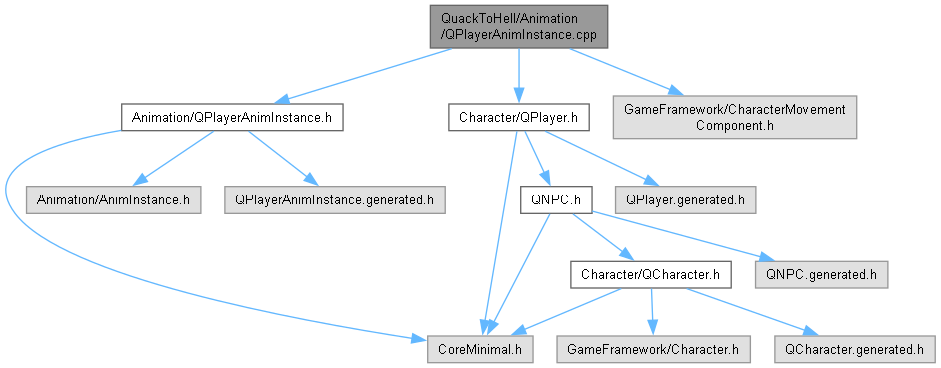 QuackToHell/Animation
/QPlayerAnimInstance.cpp
Animation/QPlayerAnimInstance.h
Character/QPlayer.h
GameFramework/CharacterMovement
Component.h
Animation/AnimInstance.h
QPlayerAnimInstance.generated.h
QNPC.h
QPlayer.generated.h
Character/QCharacter.h
QNPC.generated.h
CoreMinimal.h
GameFramework/Character.h
QCharacter.generated.h